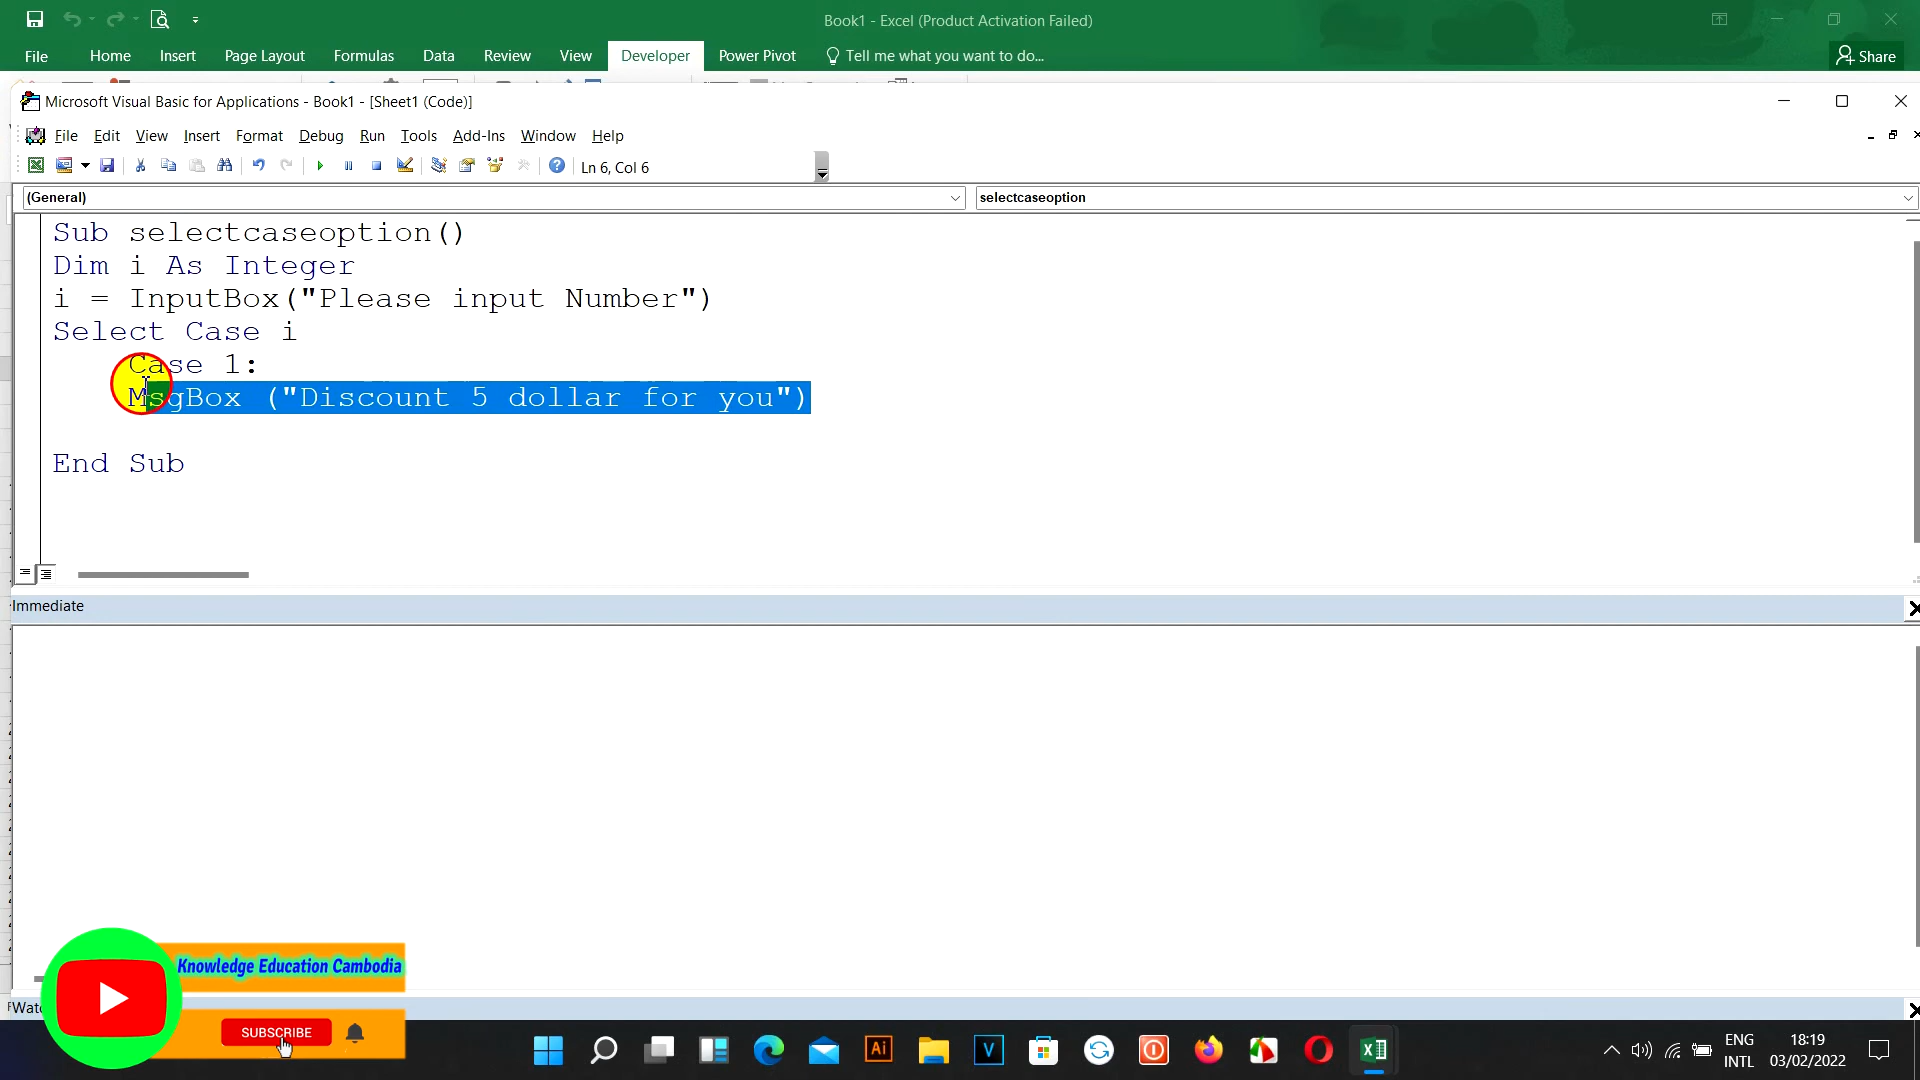 Book1 - Excel (Product Activation Failed)
File Home Insert Page Layout Formulas Data Review View Developer Power Pivot Tell me what you want to do... Share
Microsoft Visual Basic for Applications - Book1 - [Sheet1 (Code)]
File Edit View Insert Format Debug Run Tools Add-Ins Window Help
Ln 6, Col 6
(General) selectcaseoption
Sub selectcaseoption()
Dim i As Integer
i = InputBox("Please input Number")
Select Case i
Case 1:
MsgBox ("Discount 5 dollar for you")
End Sub
Immediate
Knowledge Education Cambodia
SUBSCRIBE
Ai
V
ENG
INTL
18:19
03/02/2022